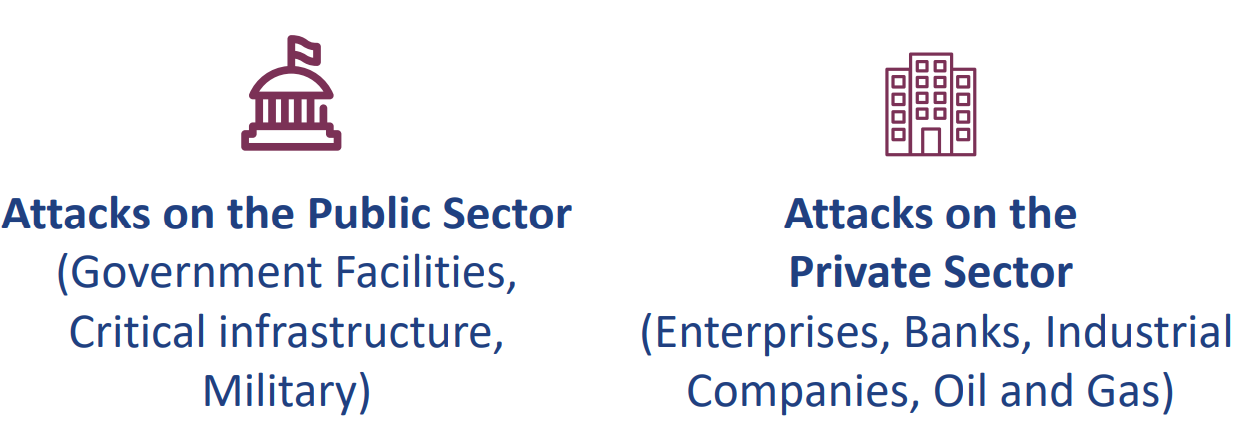 Attacks on the Public Sector
(Government Facilities,
Critical infrastructure,
Military)
Attacks on the
Private Sector
(Enterprises, Banks, Industrial
Companies, Oil and Gas)